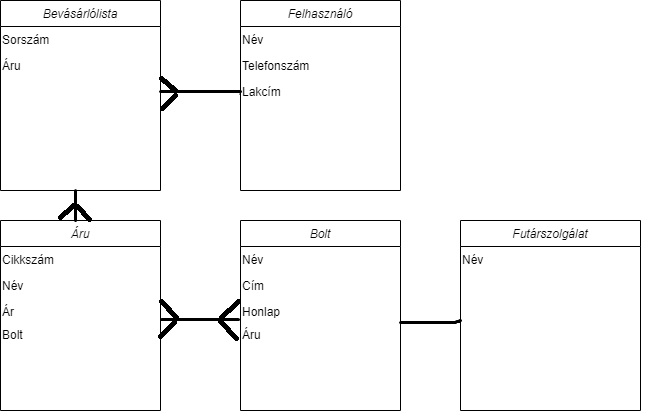 Bevásárlólista
Sorszám
Áru
Felhasználó
Név
Telefonszám
Lakcím
Áru
Cikkszám
Név
Ár
Bolt
Bolt
Név
Cím
Honlap
Áru
Futárszolgálat
Név